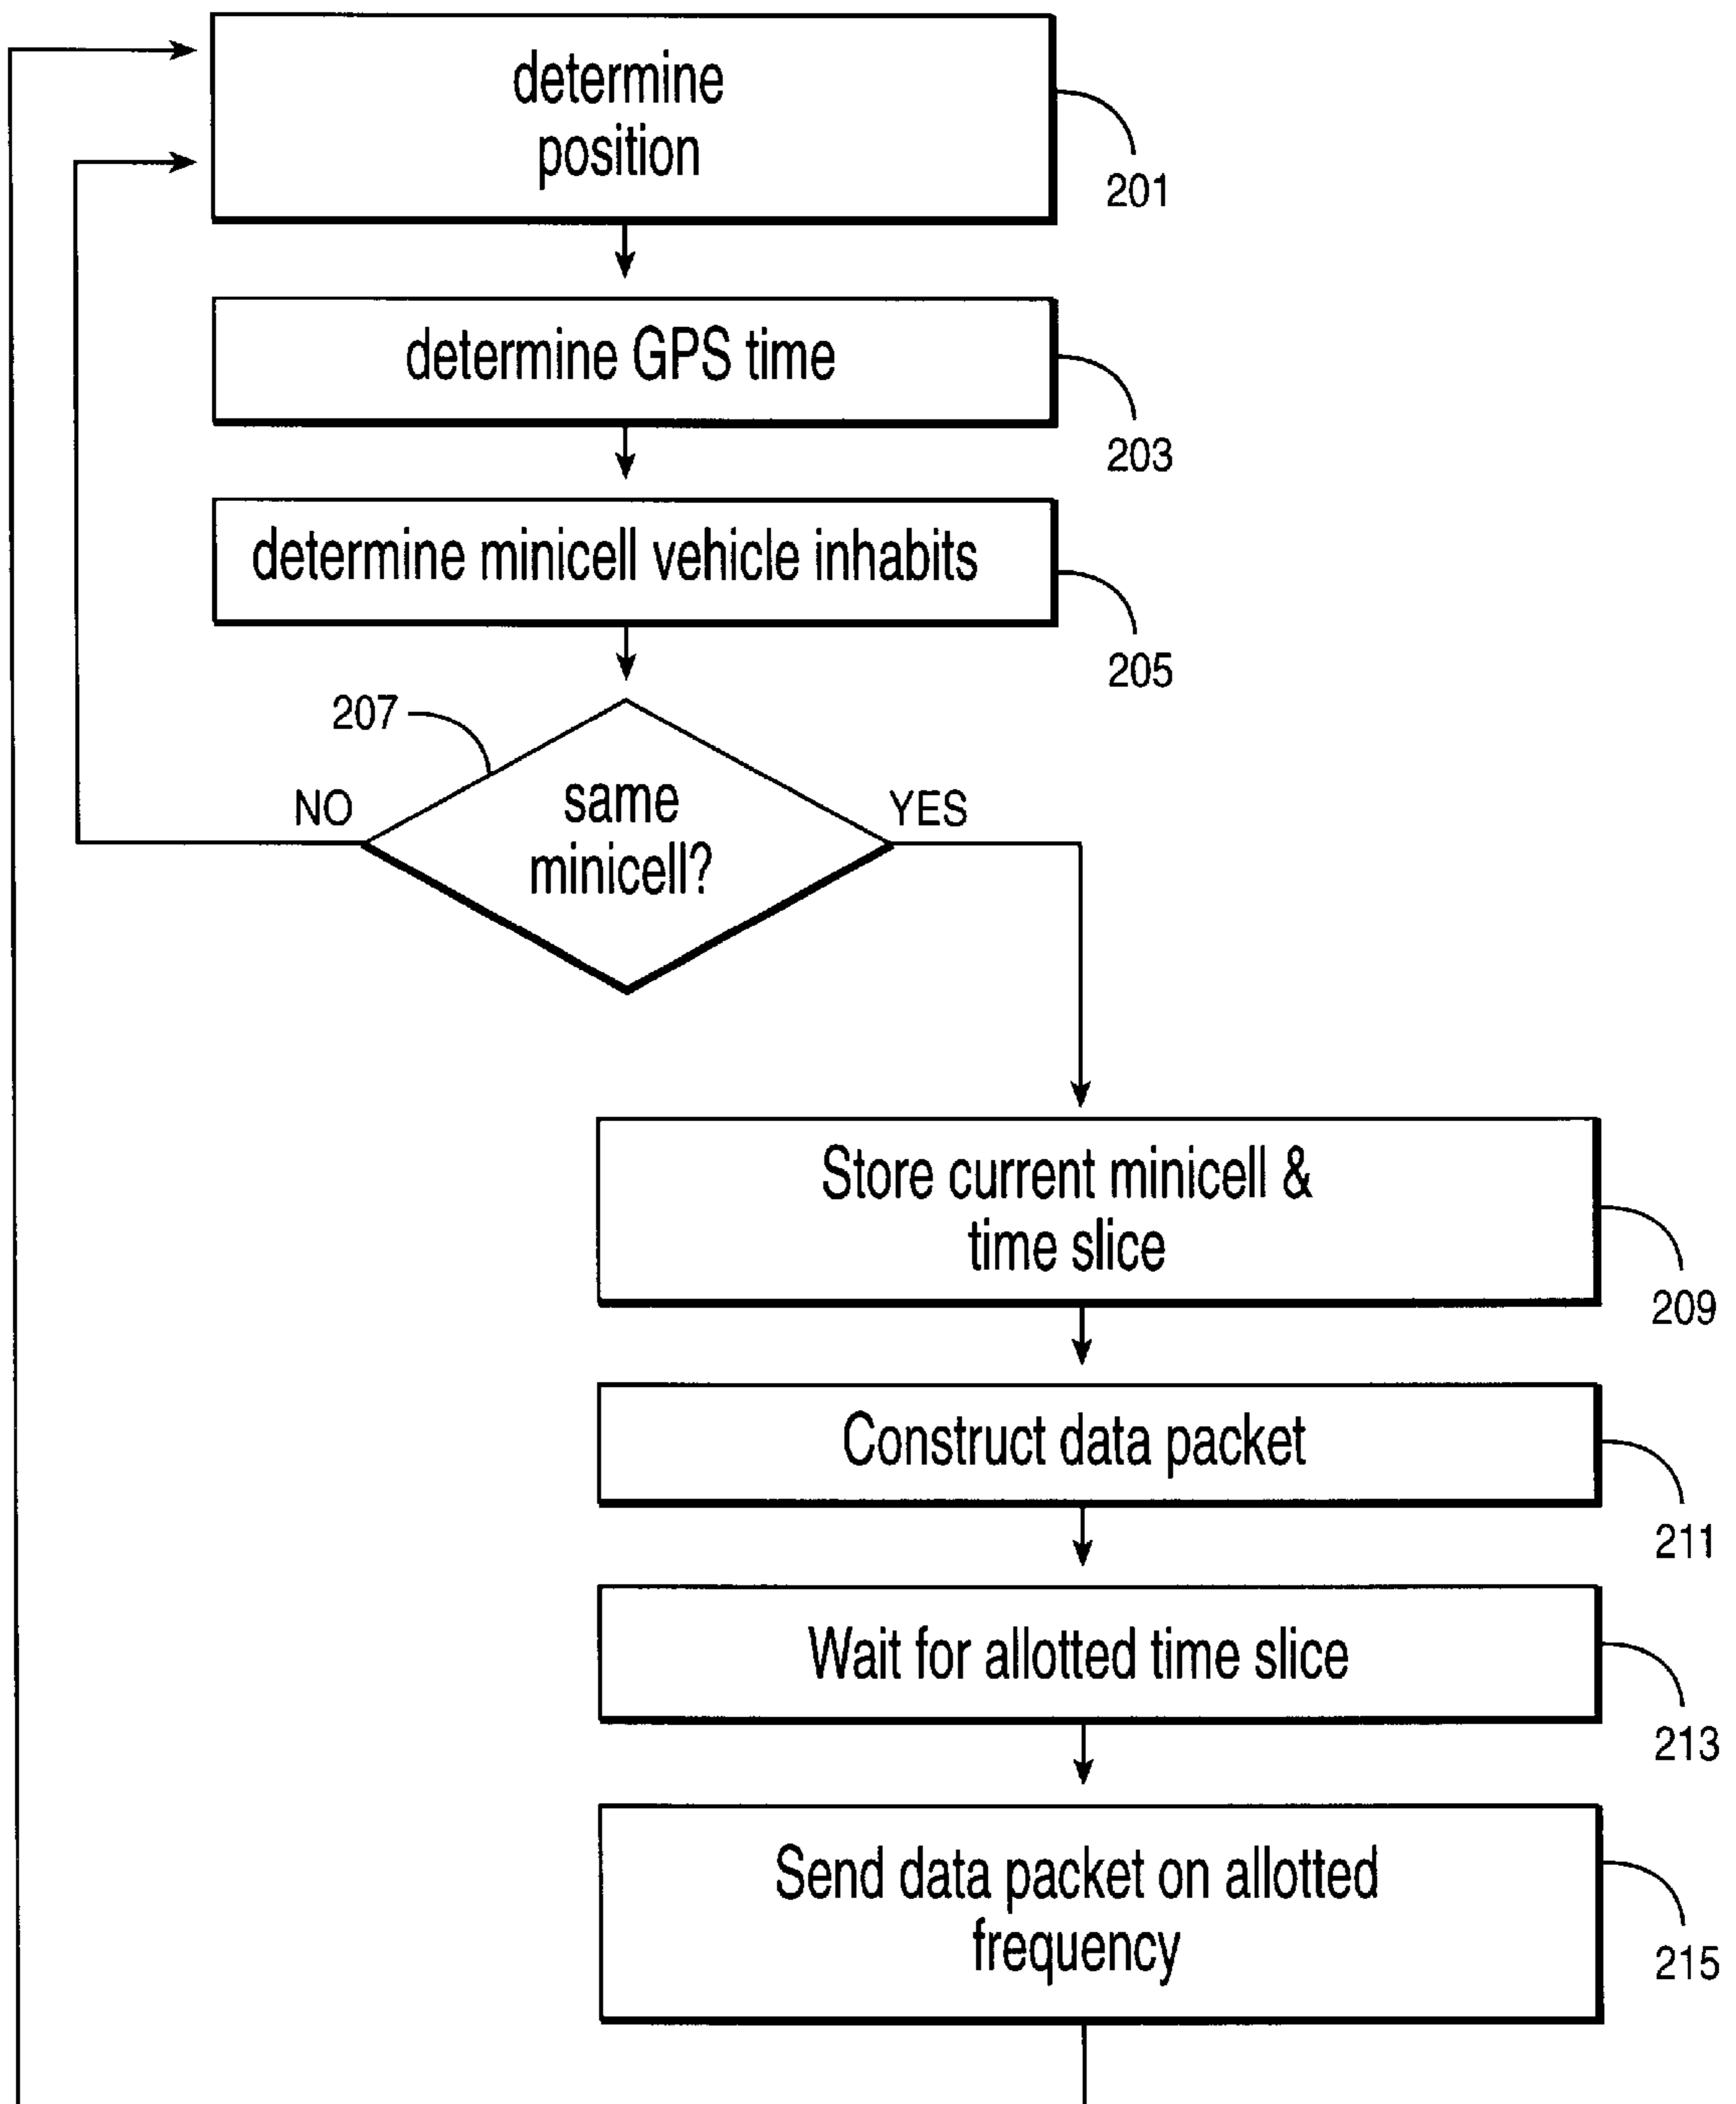 determine
position
201
determine GPS time
203
determine minicell vehicle inhabits
205
207
NO
same
minicell?
YES
Store current minicell &
time slice
209
Construct data packet
211
Wait for allotted time slice
213
Send data packet on allotted
frequency
215